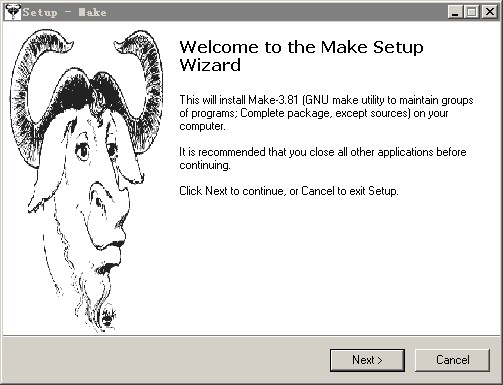 Setup - Make
Welcome to the Make Setup
Wizard
This will install Make-3.81 (GNU make utility to maintain groups
of programs; Complete package, except sources) on your
computer.
It is recommended that you close all other applications before
continuing.
Click Next to continue, or Cancel to exit Setup.
Next >
Cancel